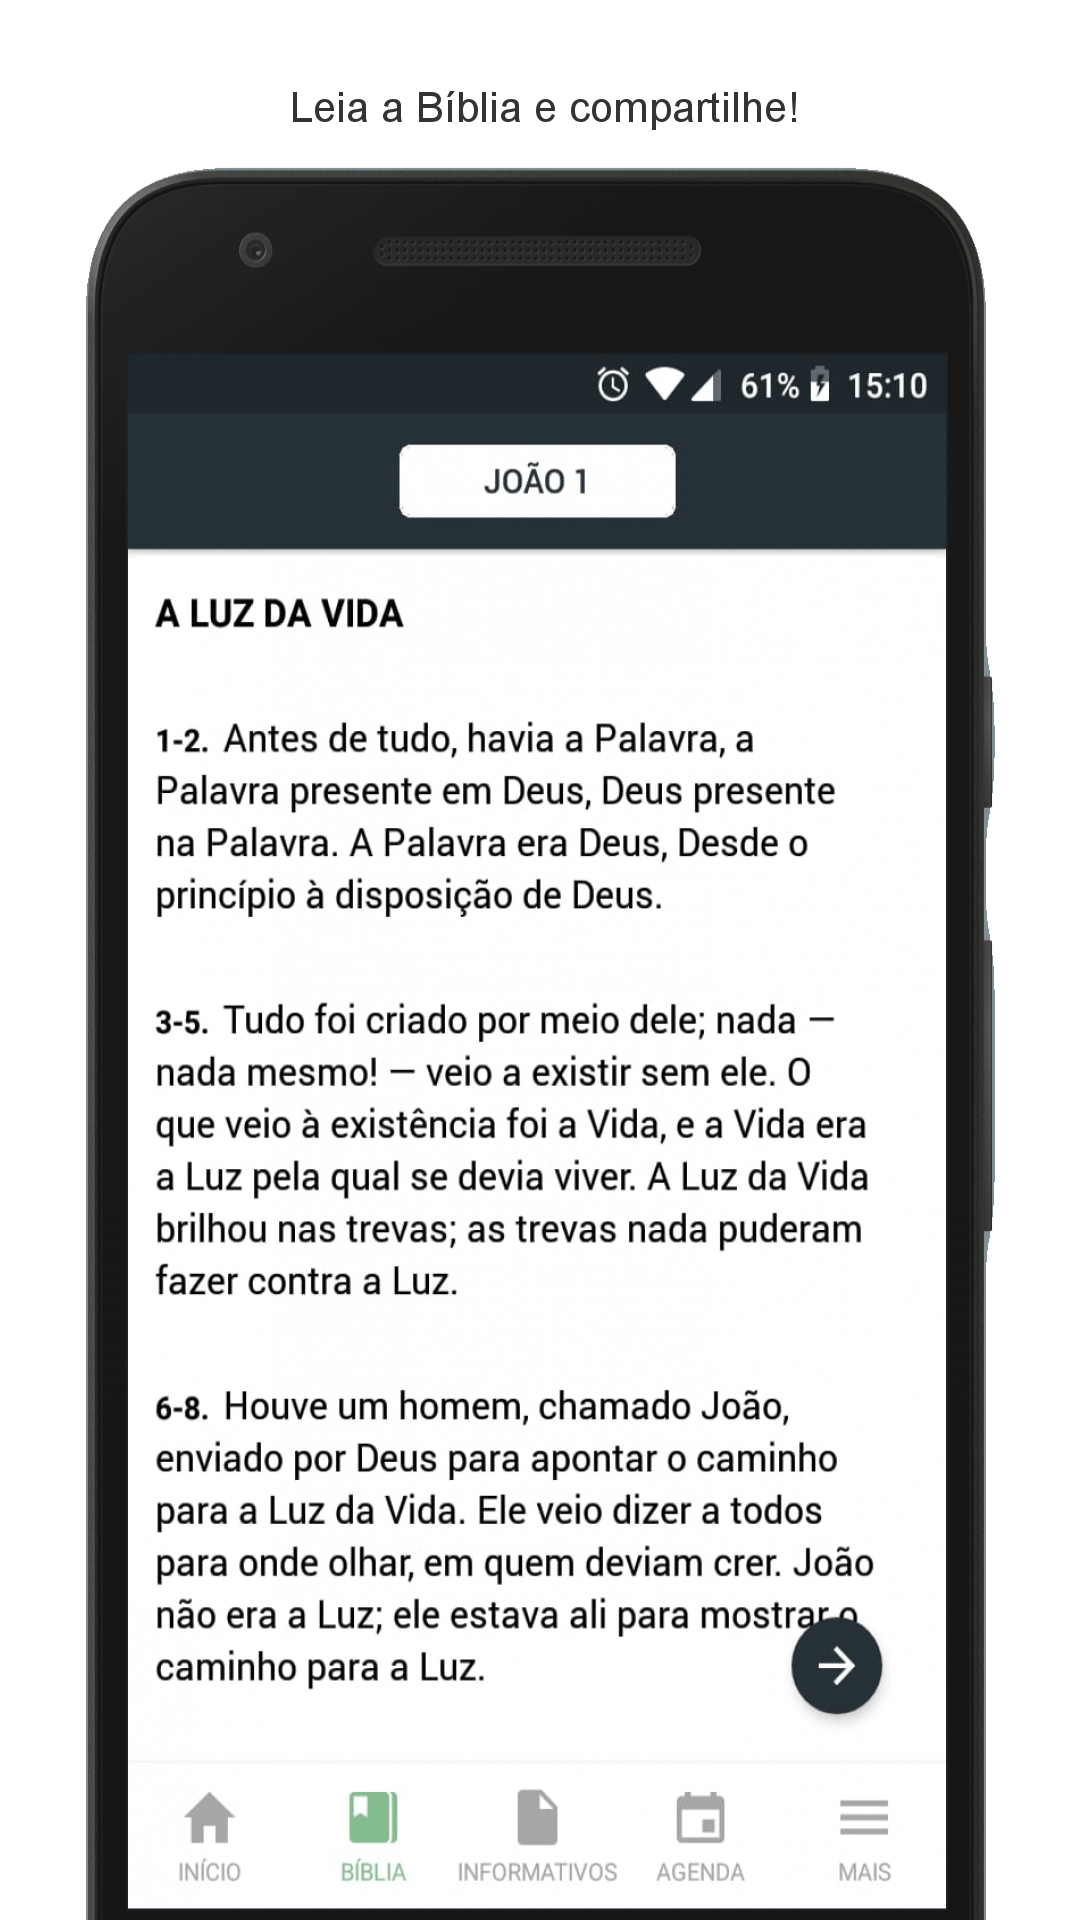 Leia a Bíblia e compartilhe!
61% 15:10
JOÃO 1
A LUZ DA VIDA
1-2. Antes de tudo, havia a Palavra, a
Palavra presente em Deus, Deus presente
na Palavra. A Palavra era Deus, Desde o
princípio à disposição de Deus.
3-5. Tudo foi criado por meio dele; nada —
nada mesmo! — veio a existir sem ele. O
que veio à existência foi a Vida, e a Vida era
a Luz pela qual se devia viver. A Luz da Vida
brilhou nas trevas; as trevas nada puderam
fazer contra a Luz.
6-8. Houve um homem, chamado João,
enviado por Deus para apontar o caminho
para a Luz da Vida. Ele veio dizer a todos
para onde olhar, em quem deviam crer. João
não era a Luz; ele estava ali para mostrar o
caminho para a Luz.
INÍCIO BÍBLIA INFORMATIVOS AGENDA MAIS